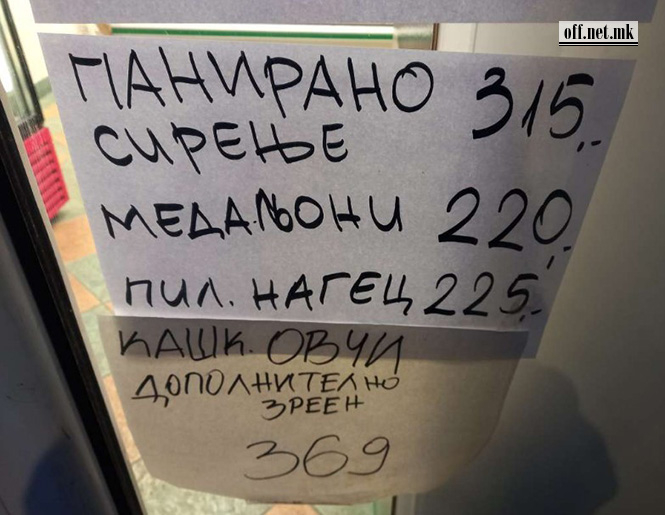 off.net.mk
ПАНИРАНО 315,-
СИРЕЊЕ
МЕДАЉОНИ 220,-
ПИЛ. НАГЕЦ 225,-
КАШК. ОВЧИ
ДОПОЛНИТЕЛНО
ЗРЕЕН
369